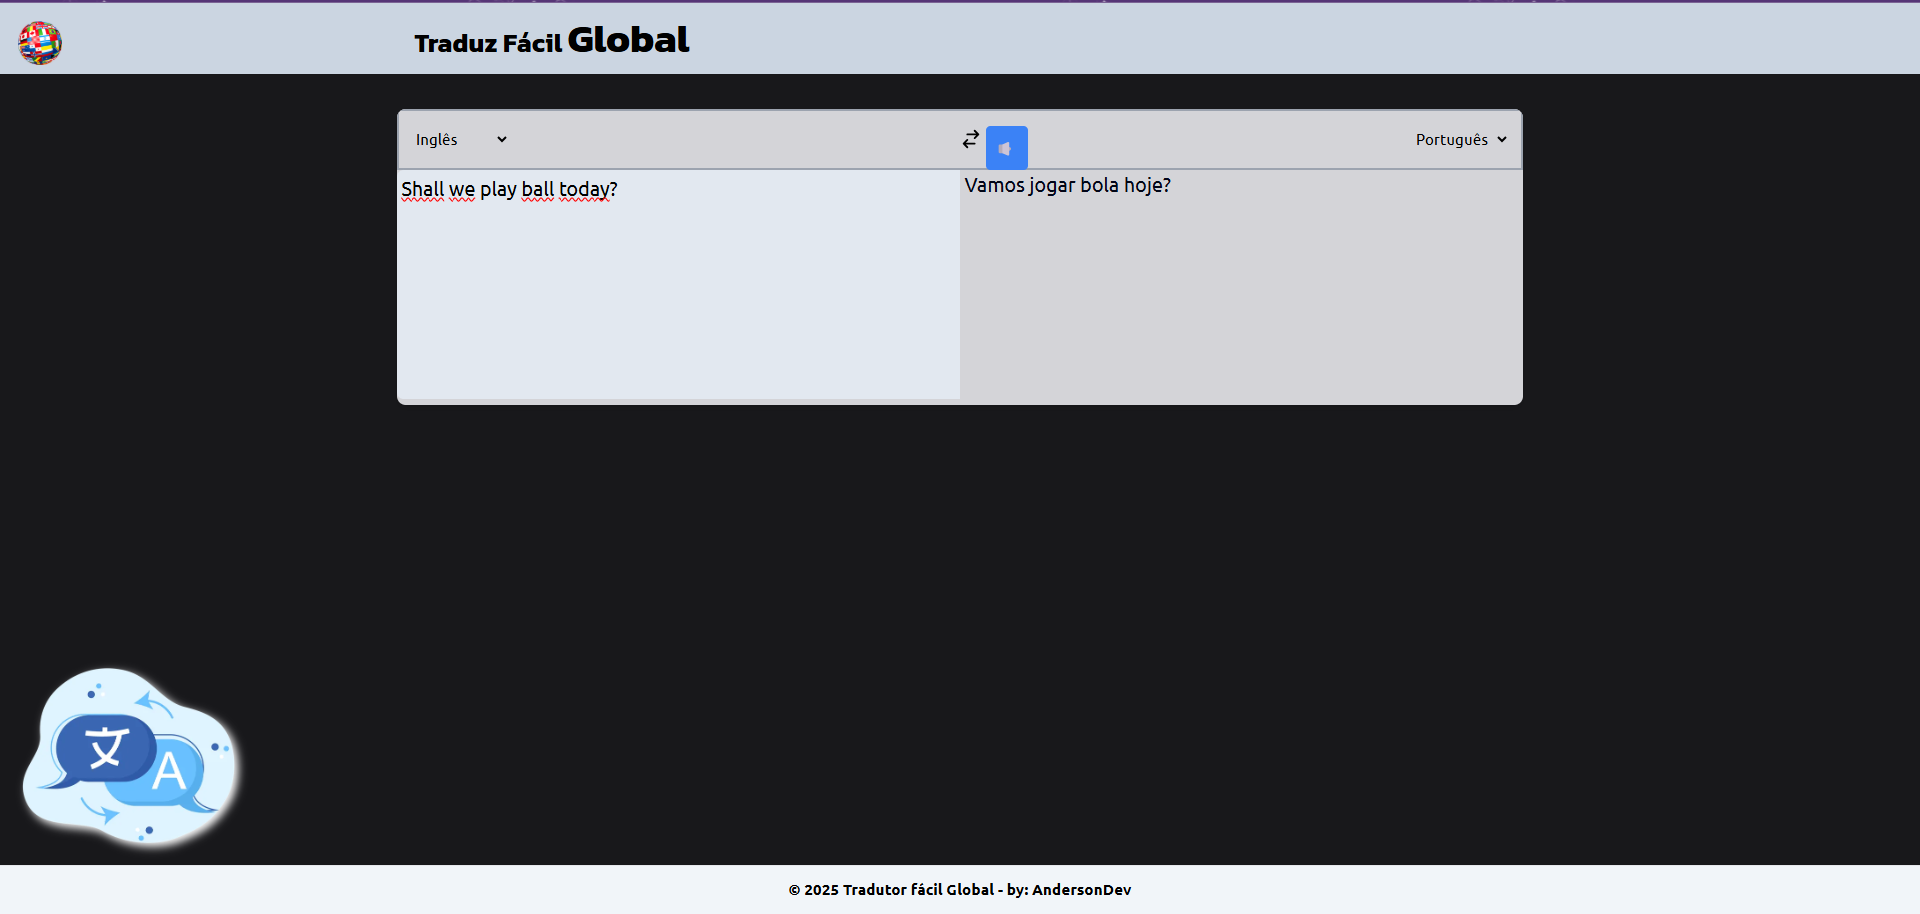 Traduz Fácil Global
Inglês
Português
Shall we play ball today?
Vamos jogar bola hoje?
文
A
© 2025 Tradutor fácil Global - by: AndersonDev